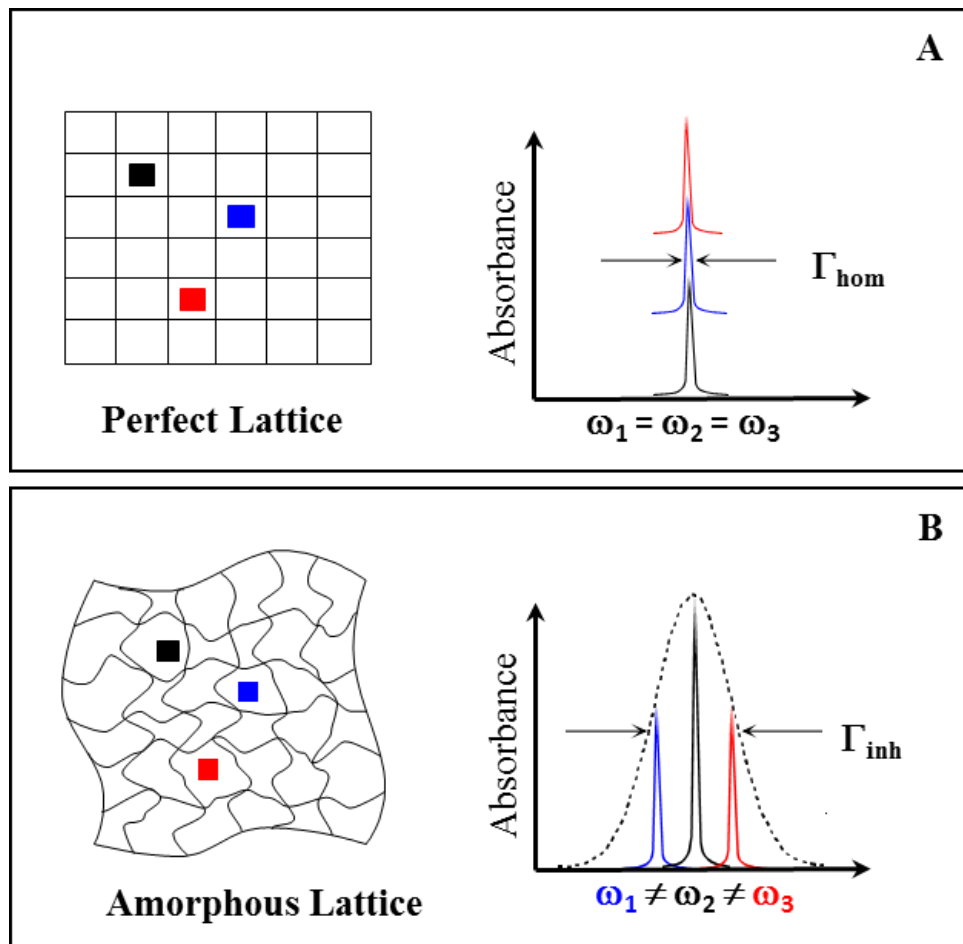 A
Absorbance
Γhom
Perfect Lattice
ω1 = ω2 = ω3
B
Absorbance
Γinh
Amorphous Lattice
ω1 ≠ ω2 ≠ ω3